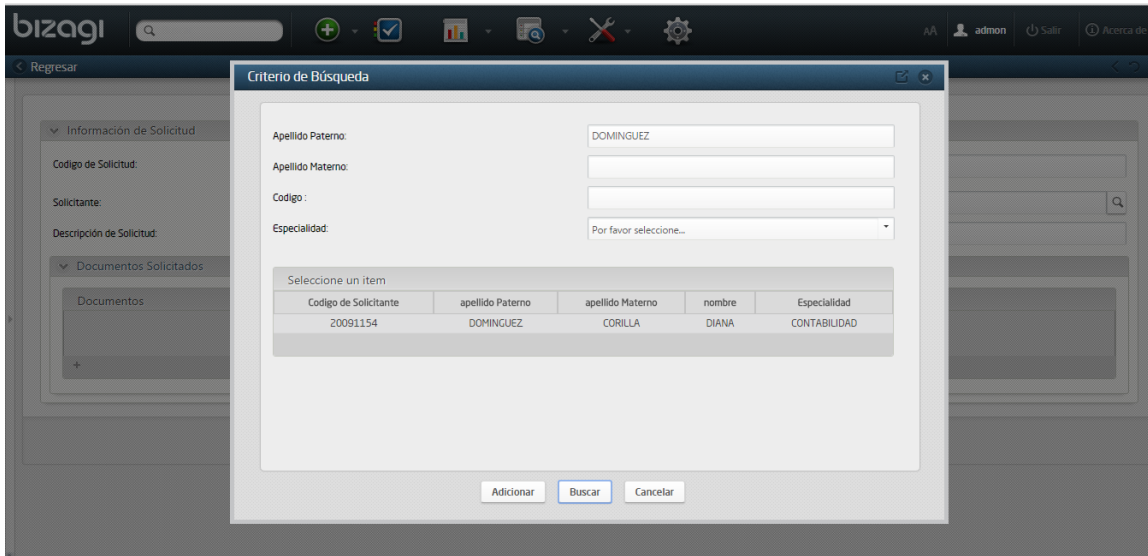 bizagi
AA admon Salir Acerca de
Regresar
Criterio de Búsqueda
Información de Solicitud
Codigo de Solicitud:
Solicitante:
Descripción de Solicitud:
Documentos Solicitados
Documentos
+
Apellido Paterno: DOMINGUEZ
Apellido Materno:
Codigo :
Especialidad: Por favor seleccione...
Seleccione un item
Codigo de Solicitante apellido Paterno apellido Materno nombre Especialidad
20091154 DOMINGUEZ CORILLA DIANA CONTABILIDAD
Adicionar Buscar Cancelar